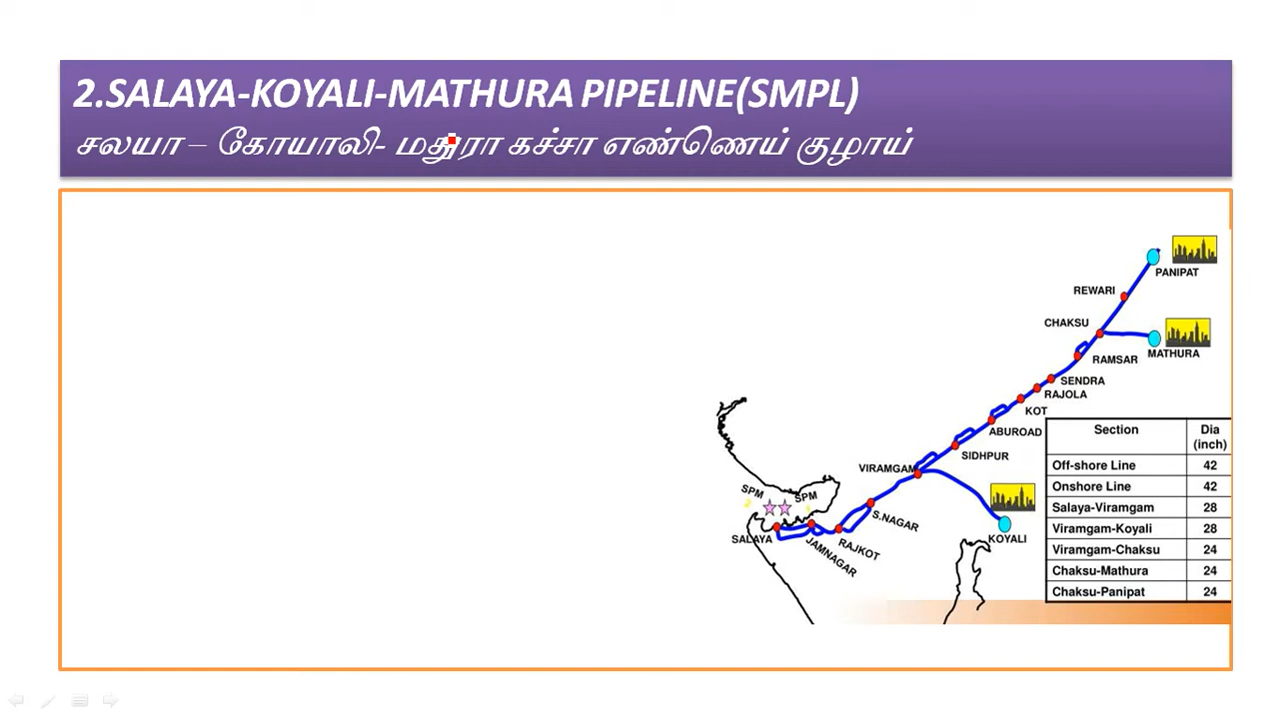 2.SALAYA-KOYALI-MATHURA PIPELINE(SMPL)
சலயா – கோயாலி- மதுரா கச்சா எண்ணெய் குழாய்
PANIPAT
REWARI
CHAKSU
MATHURA
RAMSAR
SENDRA
RAJOLA
KOT
ABUROAD
SIDHPUR
VIRAMGAM
SPM
SPM
S.NAGAR
SALAYA
RAJKOT
JAMNAGAR
KOYALI
Section Dia (inch)
Off-shore Line 42
Onshore Line 42
Salaya-Viramgam 28
Viramgam-Koyali 28
Viramgam-Chaksu 24
Chaksu-Mathura 24
Chaksu-Panipat 24